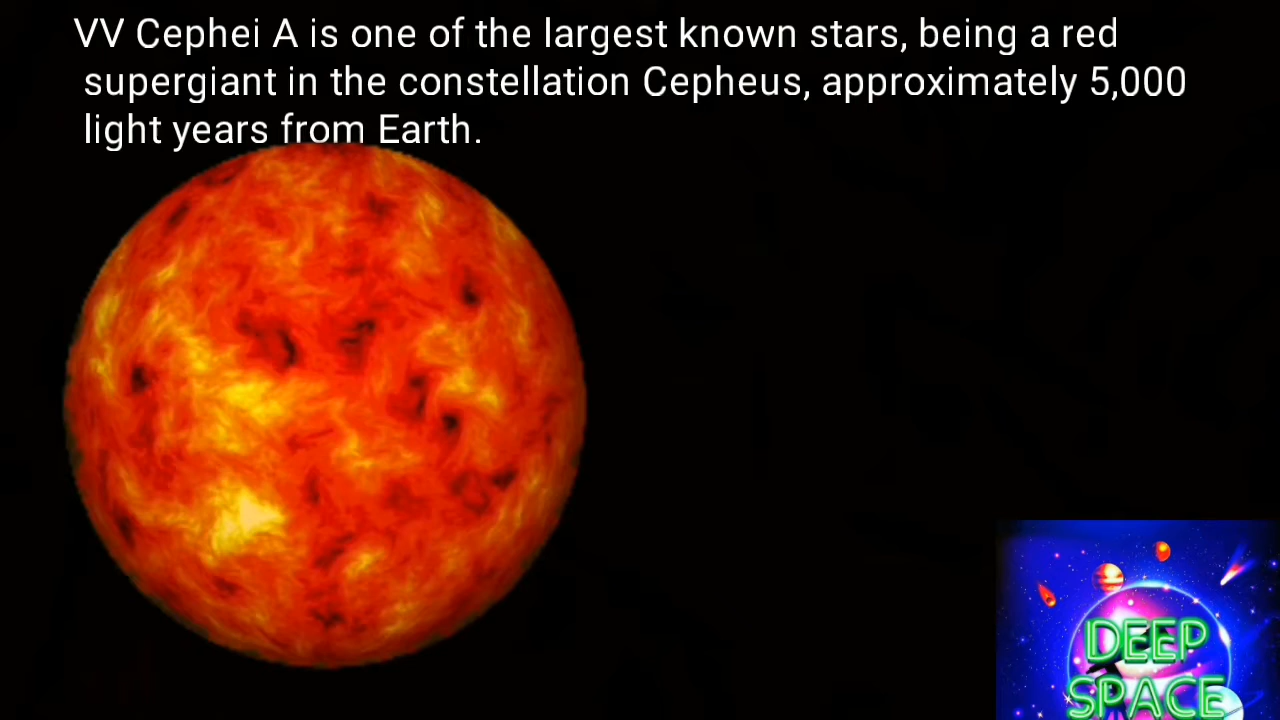 VV Cephei A is one of the largest known stars, being a red
supergiant in the constellation Cepheus, approximately 5,000
light years from Earth.
DEEP
SPACE